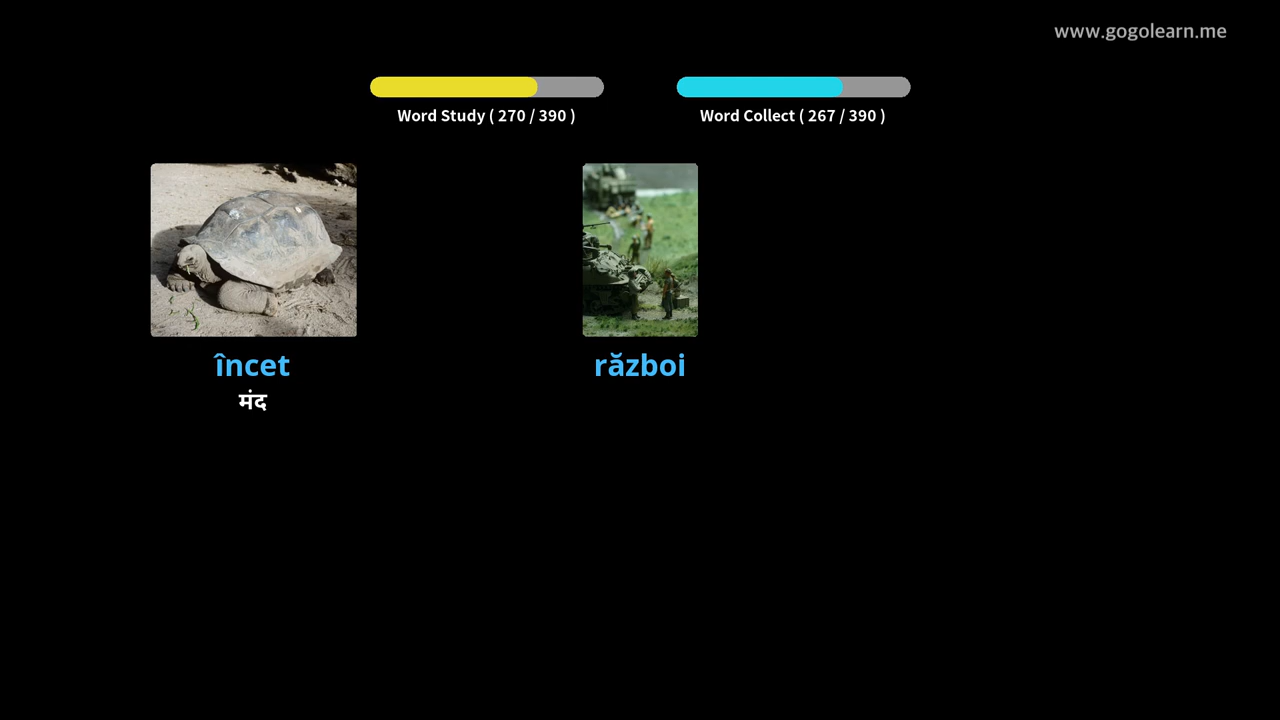 www.gogolearn.me
Word Study ( 270 / 390 )
Word Collect ( 267 / 390 )
încet
मंद
război